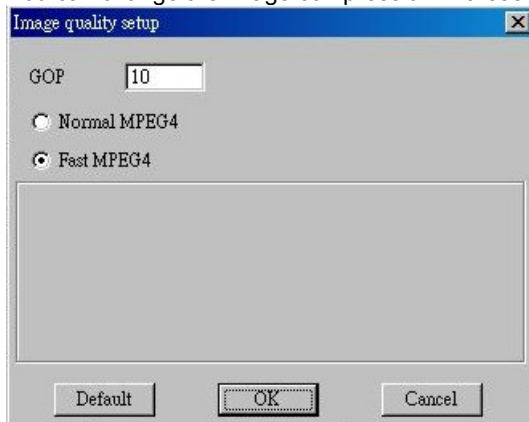 Image quality setup
GOP 10
Normal MPEG4
Fast MPEG4
Default OK Cancel